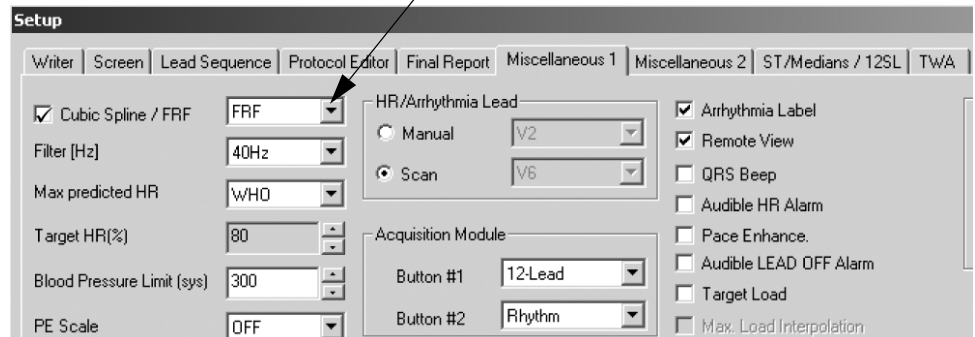 Setup
Writer Screen Lead Sequence Protocol Editor Final Report Miscellaneous 1 Miscellaneous 2 ST/Medians / 12SL TWA
Cubic Spline / FRF FRF
Filter [Hz] 40Hz
Max predicted HR WHO
Target HR(%) 80
Blood Pressure Limit (sys) 300
PE Scale OFF
HR/Arrhythmia Lead
Manual V2
Scan V6
Acquisition Module
Button #1 12-Lead
Button #2 Rhythm
Arrhythmia Label
Remote View
QRS Beep
Audible HR Alarm
Pace Enhance.
Audible LEAD OFF Alarm
Target Load
Max. Load Interpolation